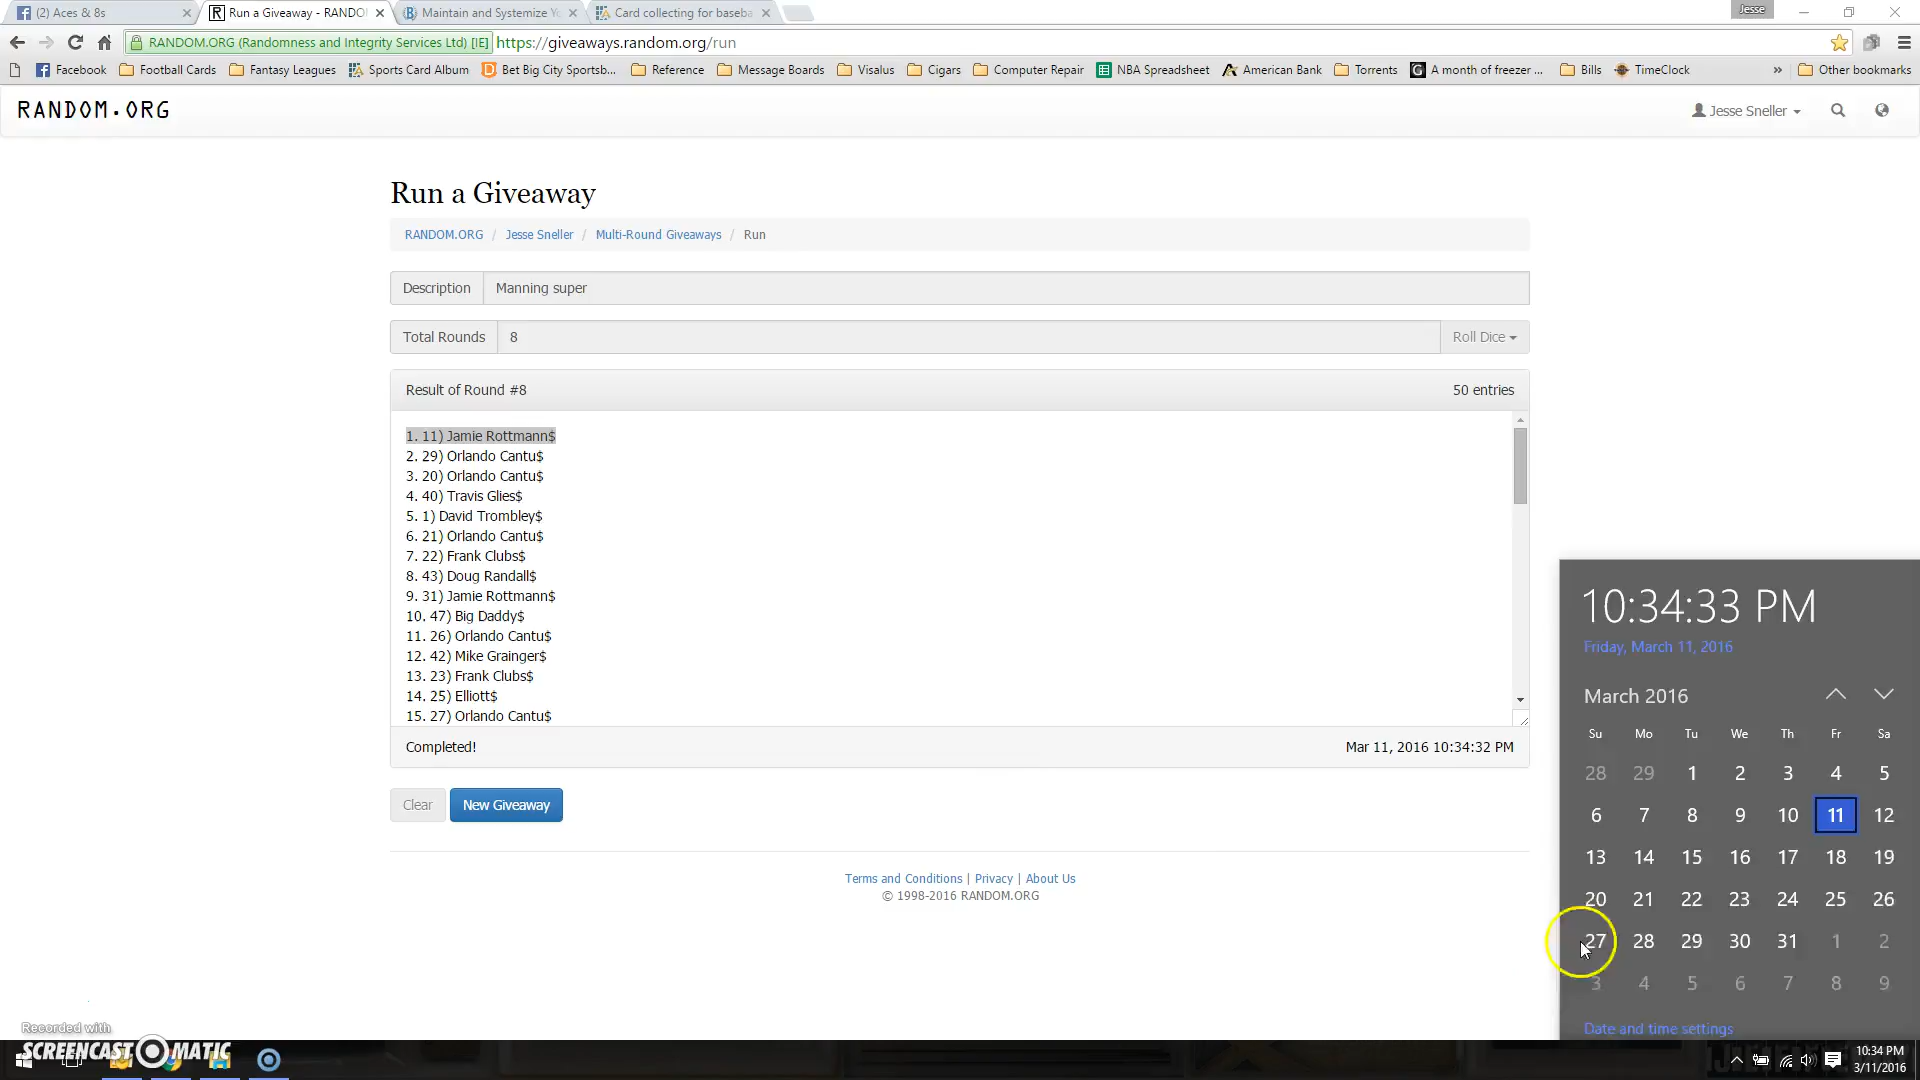 (2) Aces & 8s
Run a Giveaway - RANDO
Maintain and Systemize Yo
Card collecting for baseba
Jesse
RANDOM.ORG (Randomness and Integrity Services Ltd) [IE]
https://giveaways.random.org/run
Facebook
Football Cards
Fantasy Leagues
Sports Card Album
Bet Big City Sportsb...
Reference
Message Boards
Visalus
Cigars
Computer Repair
NBA Spreadsheet
American Bank
Torrents
A month of freezer ...
Bills
TimeClock
»
Other bookmarks
RANDOM.ORG
Jesse Sneller
Run a Giveaway
RANDOM.ORG / Jesse Sneller / Multi-Round Giveaways / Run
Description Manning super
Total Rounds 8 Roll Dice
Result of Round #8 50 entries
1. 11) Jamie Rottmann$
2. 29) Orlando Cantu$
3. 20) Orlando Cantu$
4. 40) Travis Glies$
5. 1) David Trombley$
6. 21) Orlando Cantu$
7. 22) Frank Clubs$
8. 43) Doug Randall$
9. 31) Jamie Rottmann$
10. 47) Big Daddy$
11. 26) Orlando Cantu$
12. 42) Mike Grainger$
13. 23) Frank Clubs$
14. 25) Elliott$
15. 27) Orlando Cantu$
Completed! Mar 11, 2016 10:34:32 PM
Clear New Giveaway
Terms and Conditions | Privacy | About Us
© 1998-2016 RANDOM.ORG
10:34:33 PM
Friday, March 11, 2016
March 2016
Su Mo Tu We Th Fr Sa
28 29 1 2 3 4 5
6 7 8 9 10 11 12
13 14 15 16 17 18 19
20 21 22 23 24 25 26
27 28 29 30 31 1 2
3 4 5 6 7 8 9
Date and time settings
Recorded with
SCREENCAST-O-MATIC
10:34 PM
3/11/2016